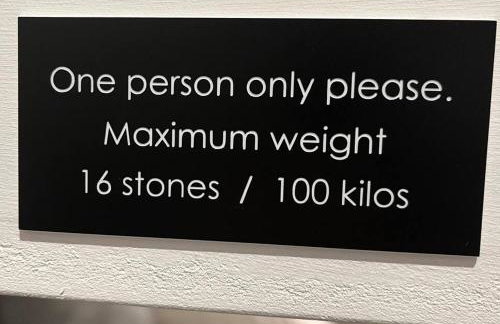 One person only please.
Maximum weight
16 stones / 100 kilos